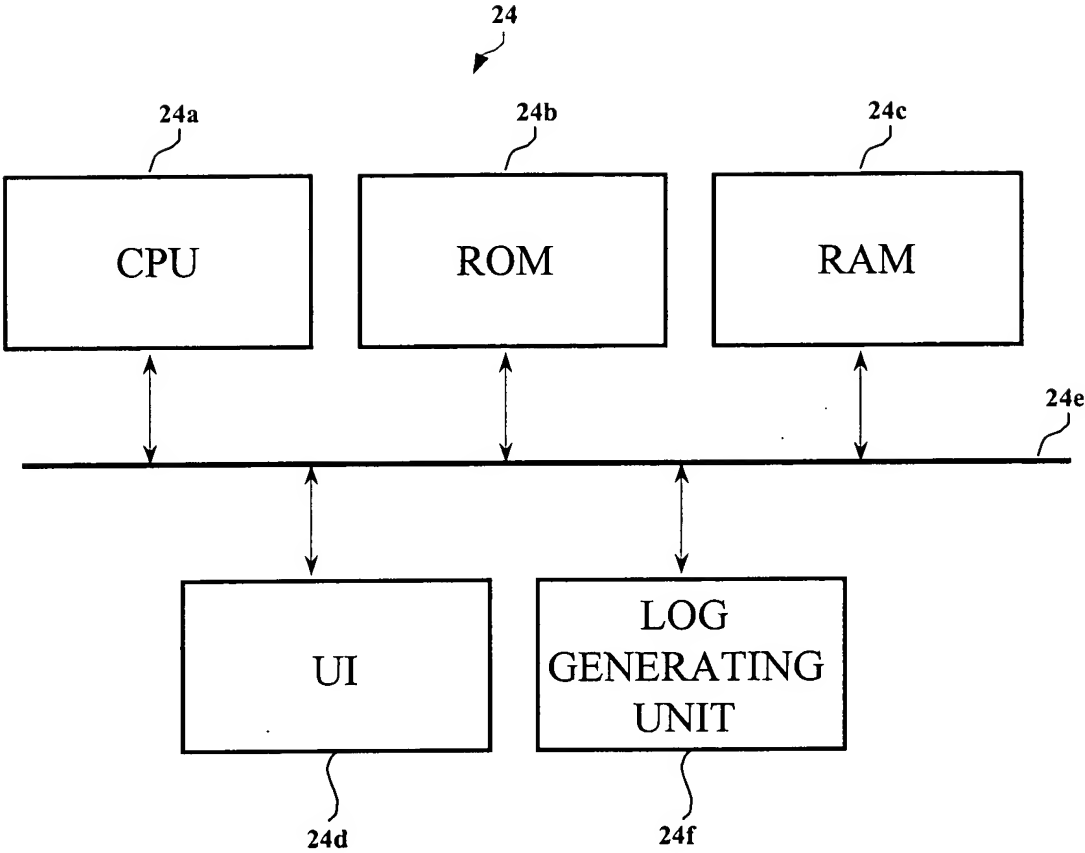 24
24a
24b
24c
CPU
ROM
RAM
24e
UI
LOG
GENERATING
UNIT
24d
24f